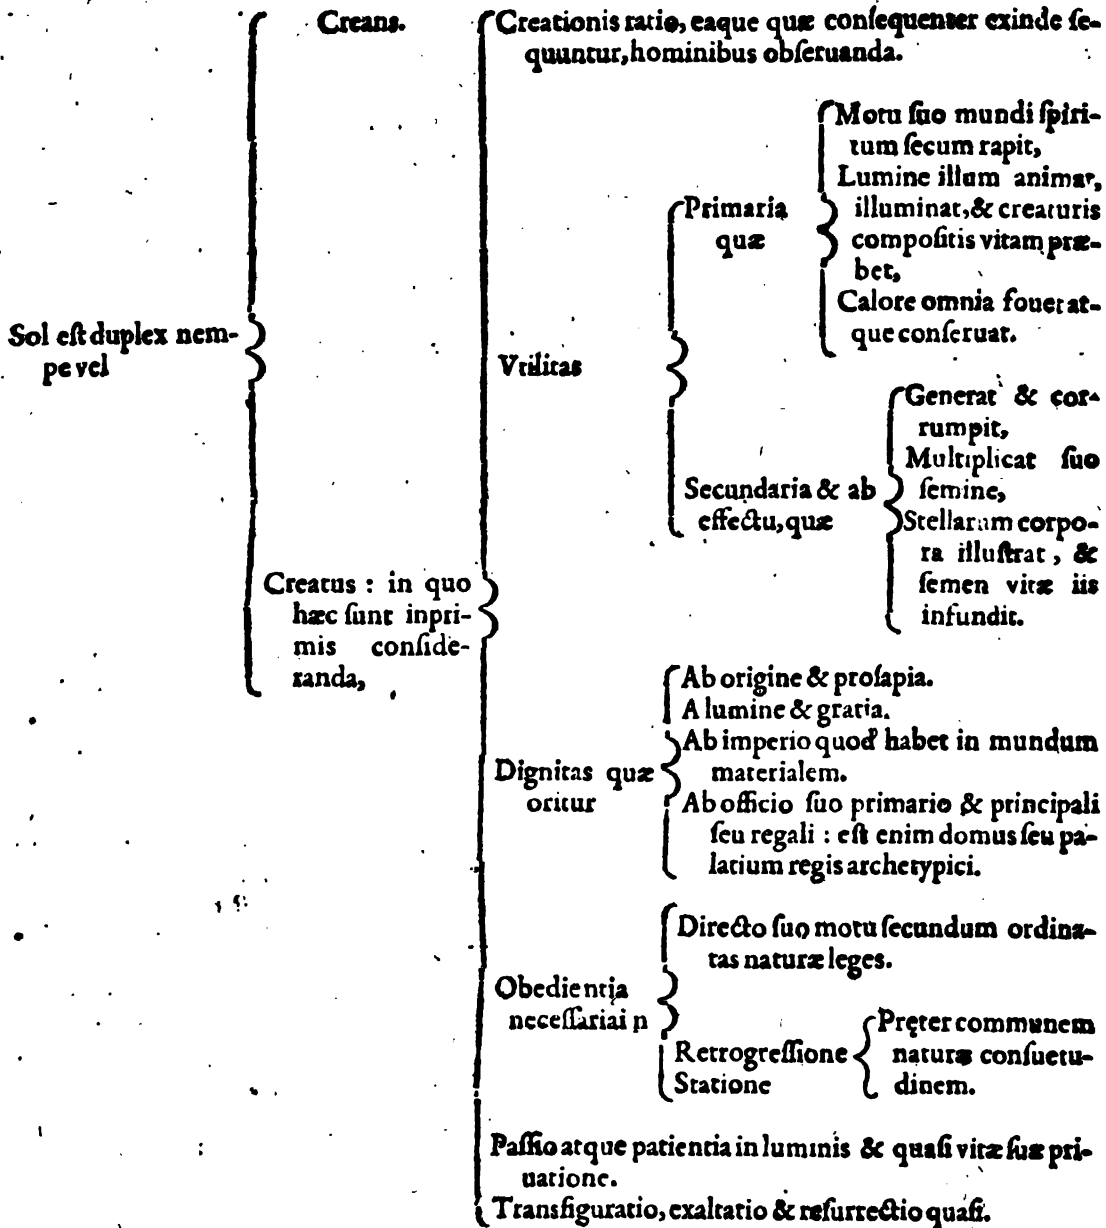 Creans.
Creationis ratio, eaque quæ conſequenter exinde ſe-
quuntur, hominibus obſeruanda.
Motu ſuo mundi ſpiri-
tum ſecum rapit,
Lumine illum animat,
Primaria
quæ
illuminat, & creaturis
compoſitis vitam præ-
bet,
Calore omnia fouet at-
que conſeruat.
Sol eſt duplex nem-
pe vel
Vtilitas
Generat & cor-
rumpit,
Multiplicat ſuo
ſemine,
Secundaria & ab
effectu, quæ
Stellarum corpo-
ra illuſtrat, &
ſemen vitæ iis
infundit.
Creatus : in quo
hæc ſunt inpri-
mis conſide-
randa,
Ab origine & proſapia.
A lumine & gratia.
Ab imperio quod habet in mundum
materialem.
Dignitas quæ
oritur
Ab officio ſuo primario & principali
ſeu regali : eſt enim domus ſeu pa-
latium regis archetypici.
Directo ſuo motu ſecundum ordina-
tas naturæ leges.
Obedientia
neceſſariai n
Retrogreſſione
Statione
Pręter communem
naturæ conſuetu-
dinem.
Paſſio atque patientia in luminis & quaſi vitæ ſuæ pri-
uatione.
Transfiguratio, exaltatio & reſurrectio quaſi.